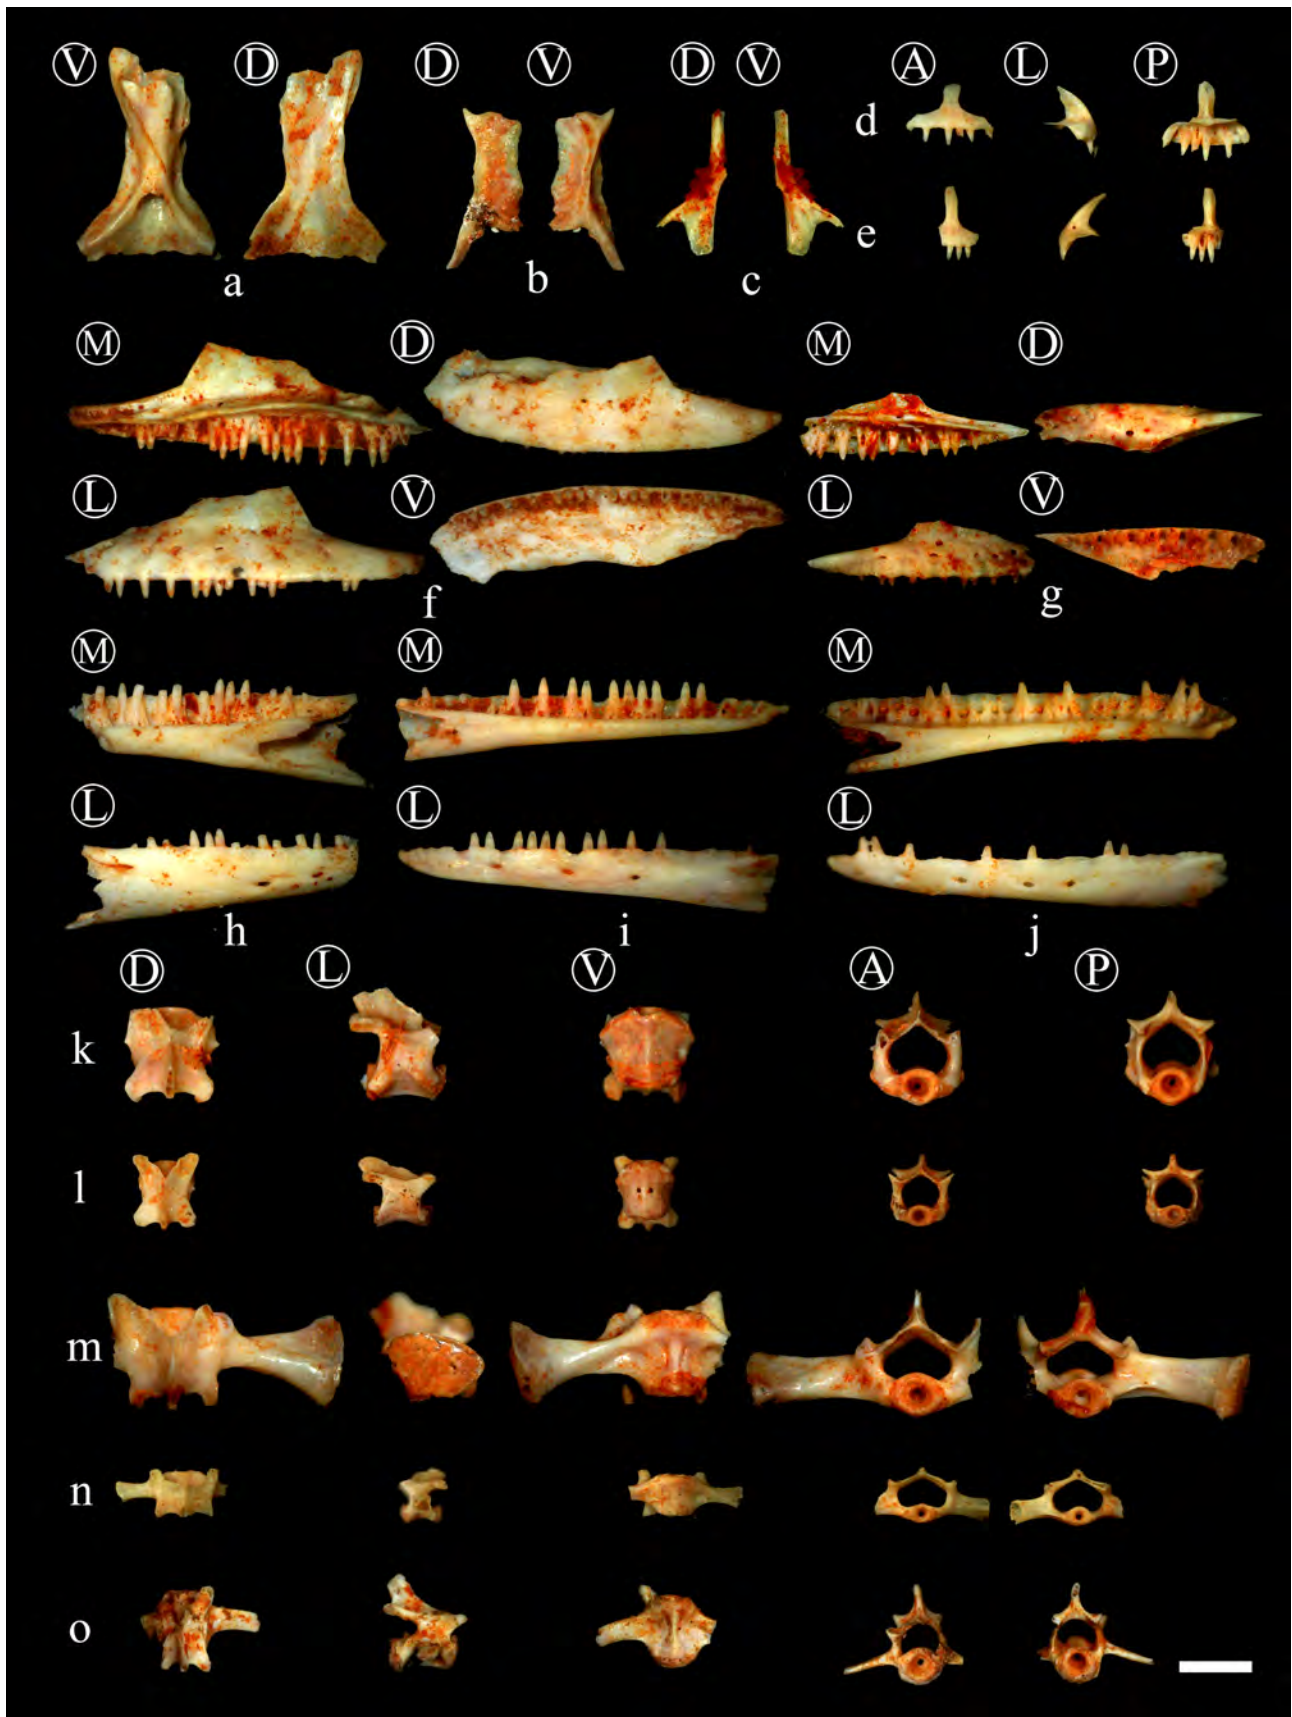 V D D V D V A L P
d
e
a b c
M D M D
L V L V
f g
M M M
L L L
h i j
D L V A P
k
l
m
n
o